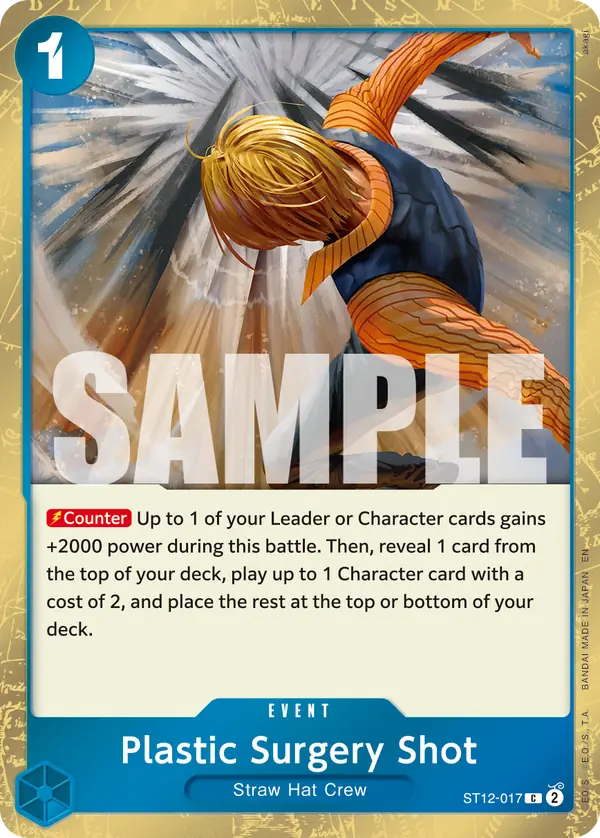 1
akagi
SAMPLE
Counter Up to 1 of your Leader or Character cards gains
+2000 power during this battle. Then, reveal 1 card from
the top of your deck, play up to 1 Character card with a
cost of 2, and place the rest at the top or bottom of your
deck.
E.O./S. ©E.O./S., T.A. BANDAI MADE IN JAPAN EN
EVENT
Plastic Surgery Shot
Straw Hat Crew
ST12-017 C 2